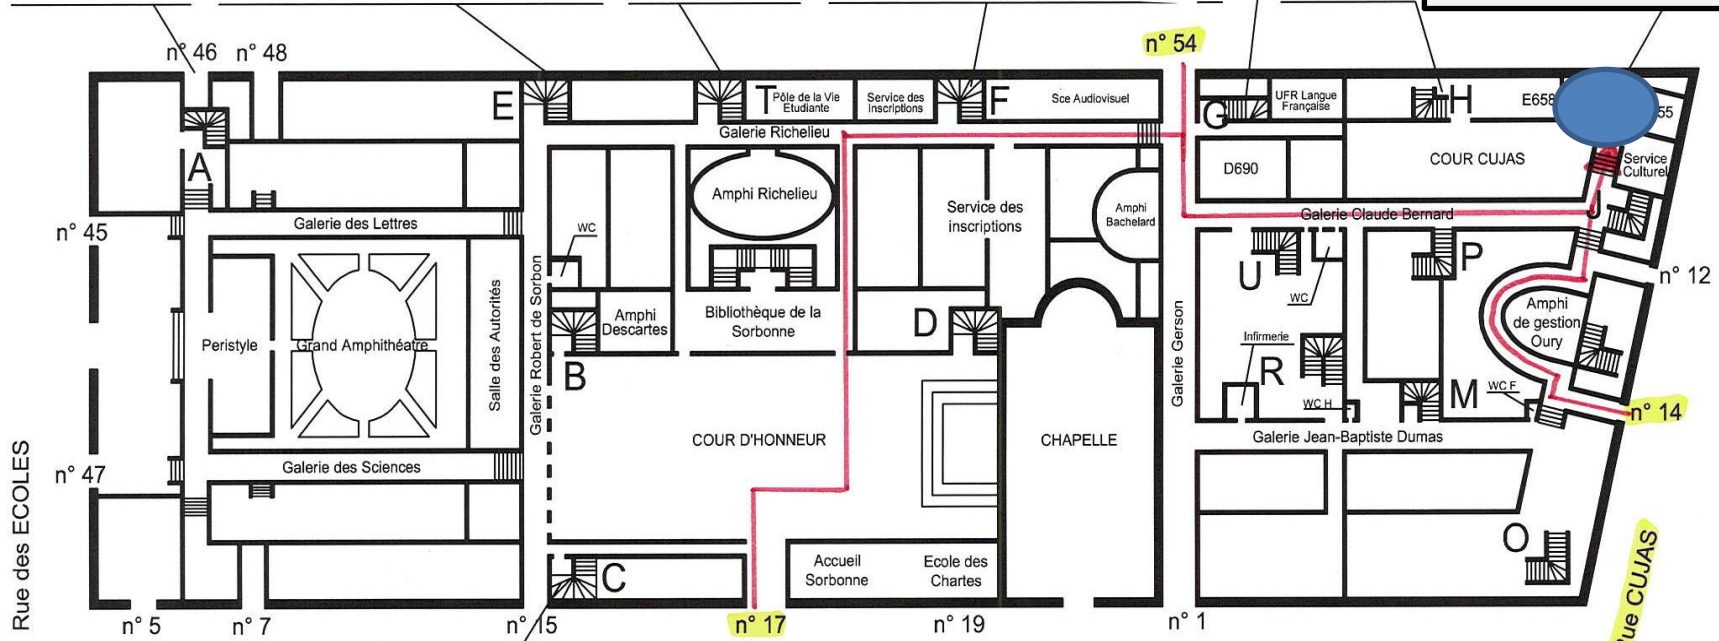 n° 46
n° 48
n° 54
E
T
Pôle de la Vie
Etudiante
Service des
inscriptions
F
Sce Audiovisuel
G
UFR Langue
Française
H
E658
55
Galerie Richelieu
A
Amphi Richelieu
D690
COUR CUJAS
Service
Culturel
Galerie des Lettres
WC
Service des
inscriptions
Amphi
Bachelard
Galerie Claude Bernard
J
n° 45
U
P
n° 12
WC
Peristyle
Grand Amphithéatre
Salle des Autorités
Galerie Robert de Sorbon
Amphi
Descartes
Bibliothèque de la
Sorbonne
D
Galerie Gerson
Infirmerie
Amphi
de gestion
Oury
B
R
WC H
M
WC F
n° 14
COUR D'HONNEUR
CHAPELLE
Galerie Jean-Baptiste Dumas
Rue des ECOLES
n° 47
Galerie des Sciences
C
Accueil
Sorbonne
Ecole des
Chartes
O
Rue CUJAS
n° 5
n° 7
n° 15
n° 17
n° 19
n° 1